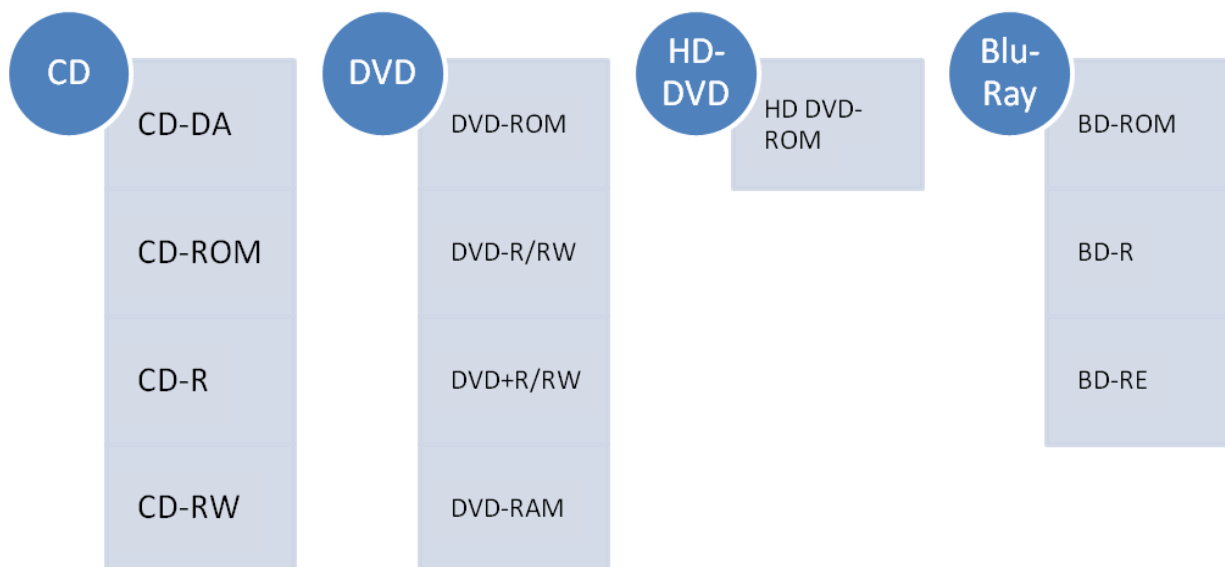 CD
CD-DA
CD-ROM
CD-R
CD-RW
DVD
DVD-ROM
DVD-R/RW
DVD+R/RW
DVD-RAM
HD-
DVD
HD DVD-
ROM
Blu-
Ray
BD-ROM
BD-R
BD-RE